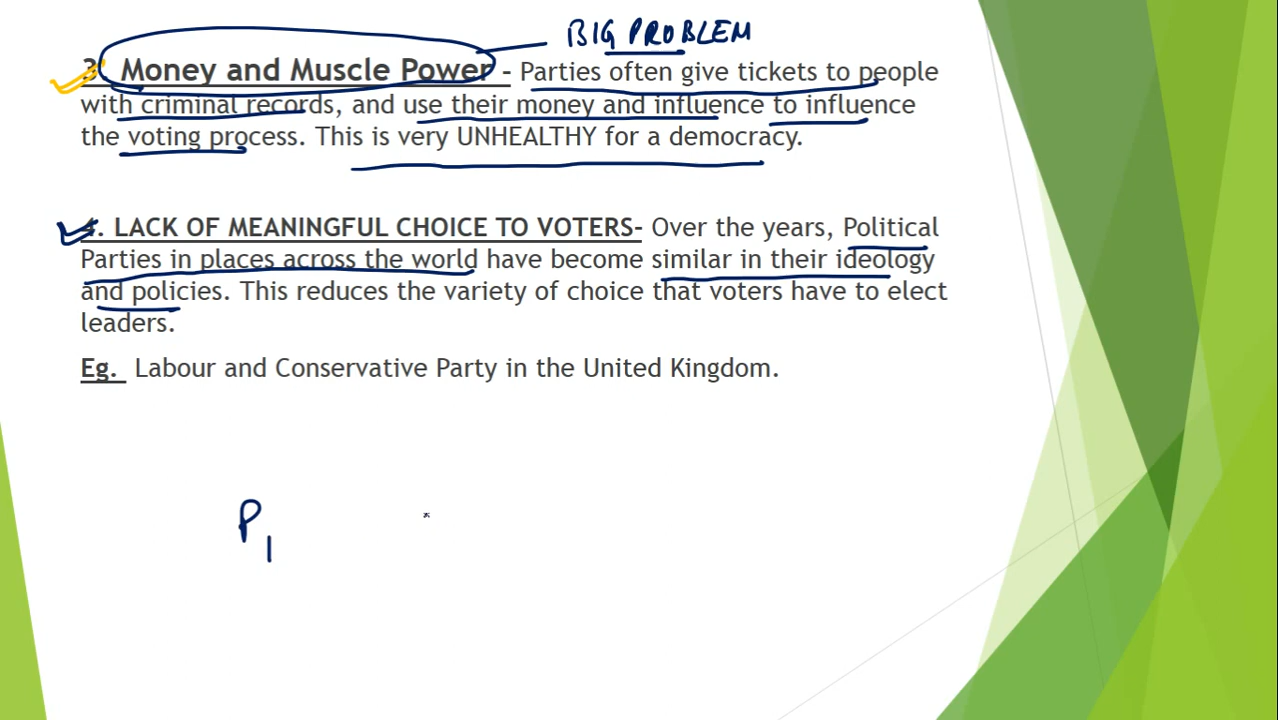 BIG PROBLEM
3. Money and Muscle Power - Parties often give tickets to people
with criminal records, and use their money and influence to influence
the voting process. This is very UNHEALTHY for a democracy.
4. LACK OF MEANINGFUL CHOICE TO VOTERS- Over the years, Political
Parties in places across the world have become similar in their ideology
and policies. This reduces the variety of choice that voters have to elect
leaders.
Eg. Labour and Conservative Party in the United Kingdom.
P1